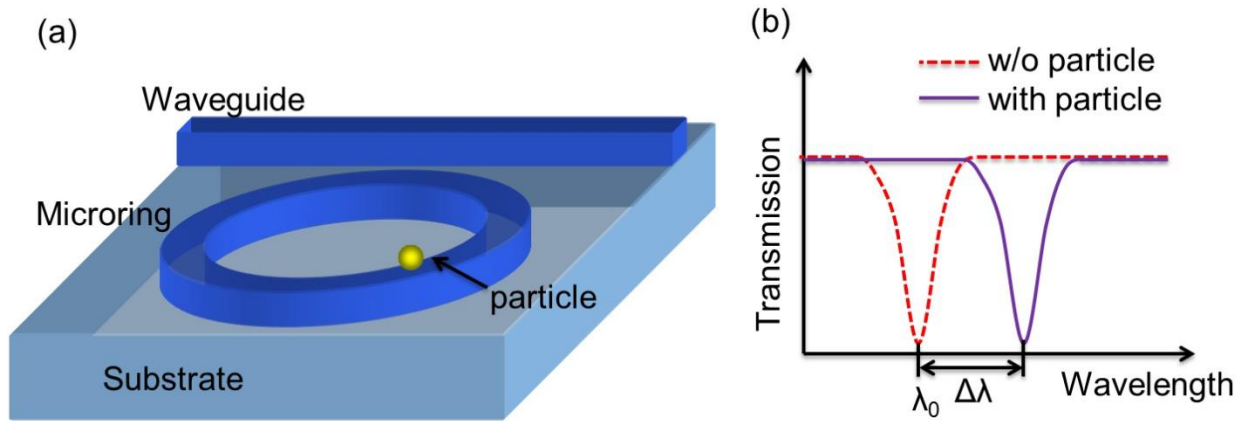 (a)
Waveguide
Microring
particle
Substrate
(b)
w/o particle
with particle
Transmission
λ₀
Δλ
Wavelength